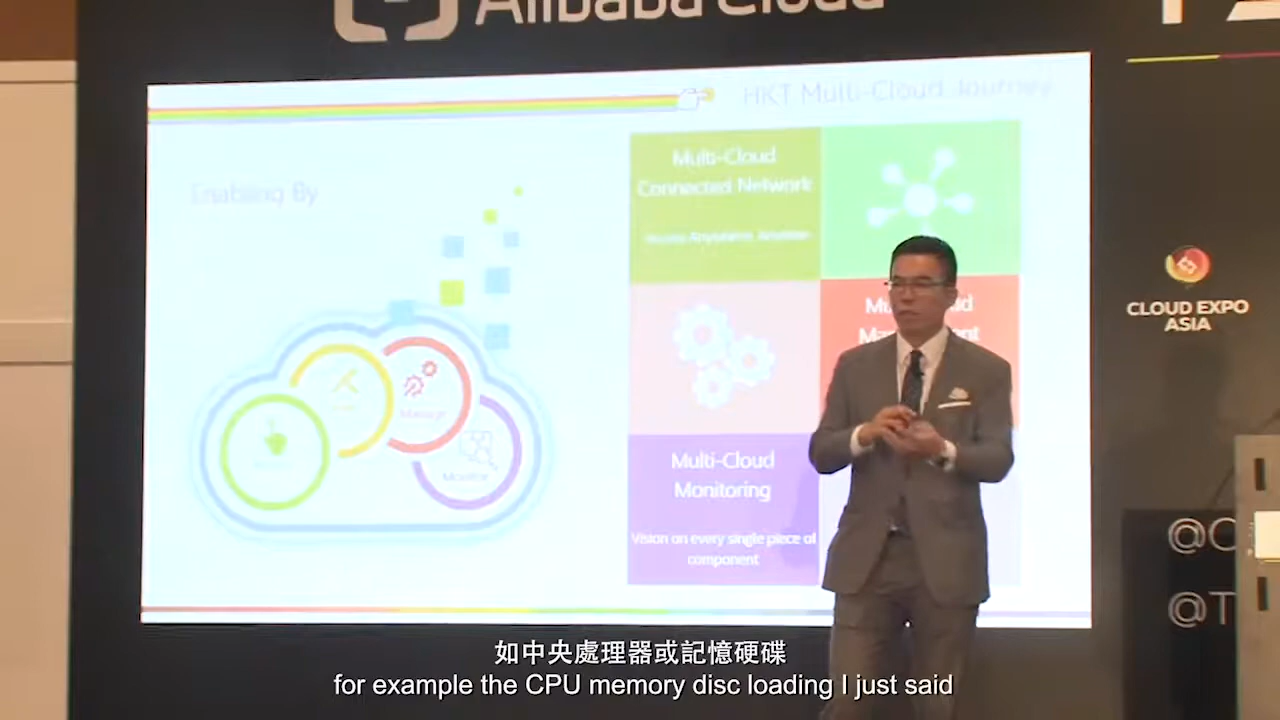 Alibaba Cloud
HKT Multi-Cloud Journey
Enabling By
Multi-Cloud
Connected Network
Manage
Monitor
Multi-Cloud
Monitoring
Vision on every single piece of
component
CLOUD EXPO
ASIA
如中央處理器或記憶硬碟
for example the CPU memory disc loading I just said